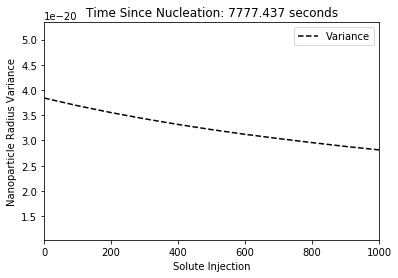 Time Since Nucleation: 7777.437 seconds
1e−20
Variance
5.0
4.5
4.0
3.5
3.0
2.5
2.0
1.5
Nanoparticle Radius Variance
0 200 400 600 800 1000
Solute Injection